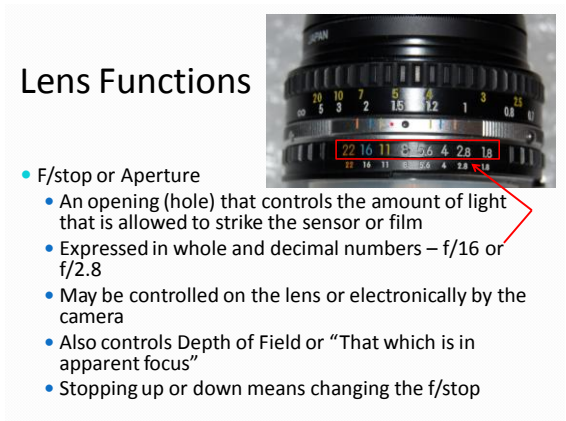 JAPAN
Lens Functions
20 10 7 5 4 3 2.5
∞ 5 3 2 1.5 1.2 1 0.8 0.7
22 16 11 8 5.6 4 2.8 1.8
22 16 11 8 5.6 4 2.8 1.8
F/stop or Aperture
An opening (hole) that controls the amount of light
that is allowed to strike the sensor or film
Expressed in whole and decimal numbers – f/16 or
f/2.8
May be controlled on the lens or electronically by the
camera
Also controls Depth of Field or “That which is in
apparent focus”
Stopping up or down means changing the f/stop